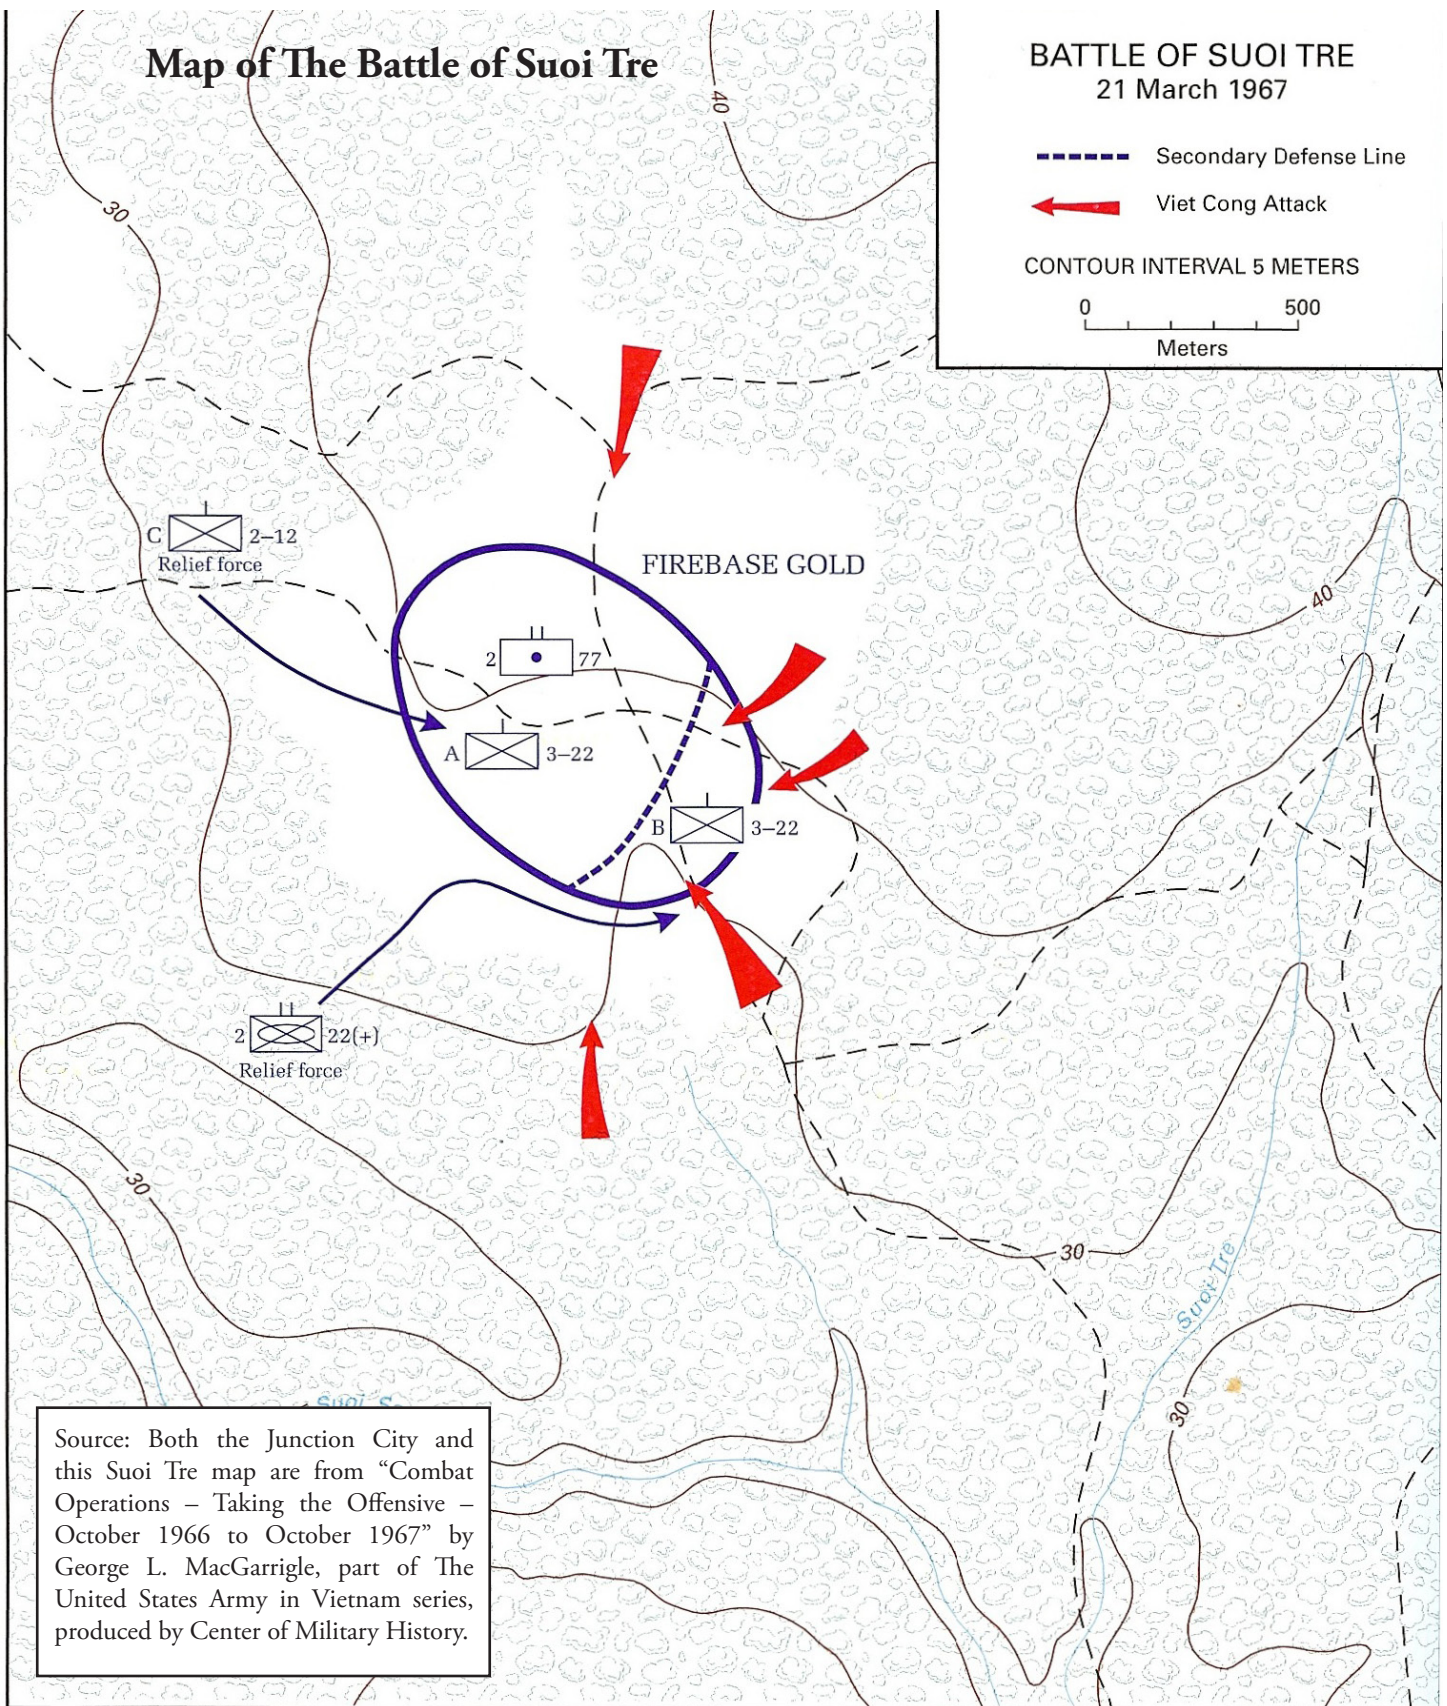 Map of The Battle of Suoi Tre
BATTLE OF SUOI TRE
21 March 1967
Secondary Defense Line
Viet Cong Attack
CONTOUR INTERVAL 5 METERS
0 500
Meters
40
30
C 2–12
Relief force
FIREBASE GOLD
40
2 77
A 3–22
B 3–22
2 22(+)
Relief force
30
30
Suoi Tre
30
Suoi
Source: Both the Junction City and
this Suoi Tre map are from “Combat
Operations – Taking the Offensive –
October 1966 to October 1967” by
George L. MacGarrigle, part of The
United States Army in Vietnam series,
produced by Center of Military History.